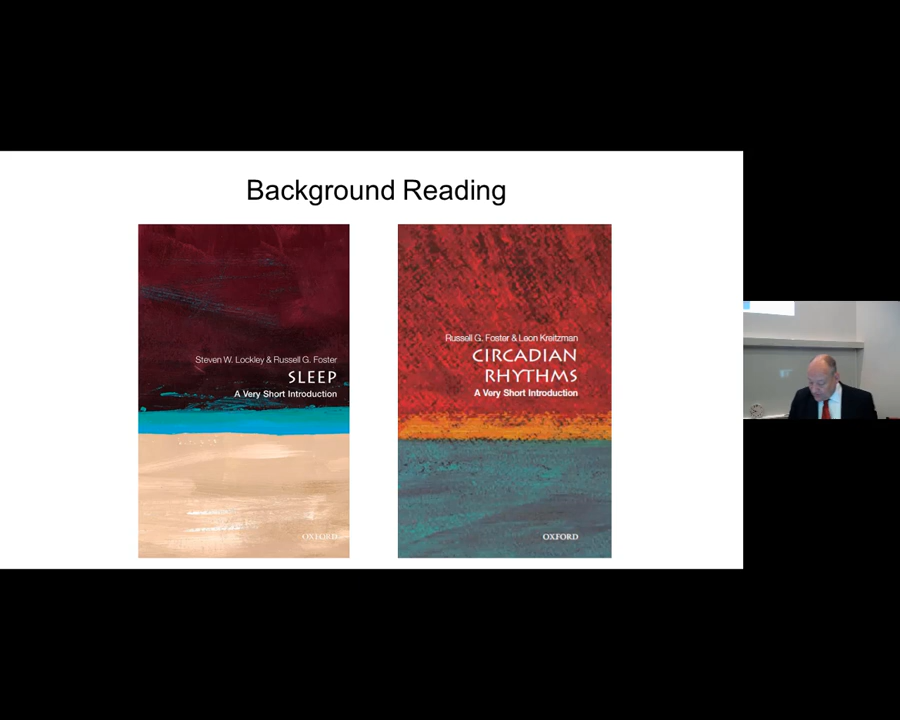 Background Reading
Steven W. Lockley & Russell G. Foster
SLEEP
A Very Short Introduction
OXFORD
Russell G. Foster & Leon Kreitzman
CIRCADIAN
RHYTHMS
A Very Short Introduction
OXFORD